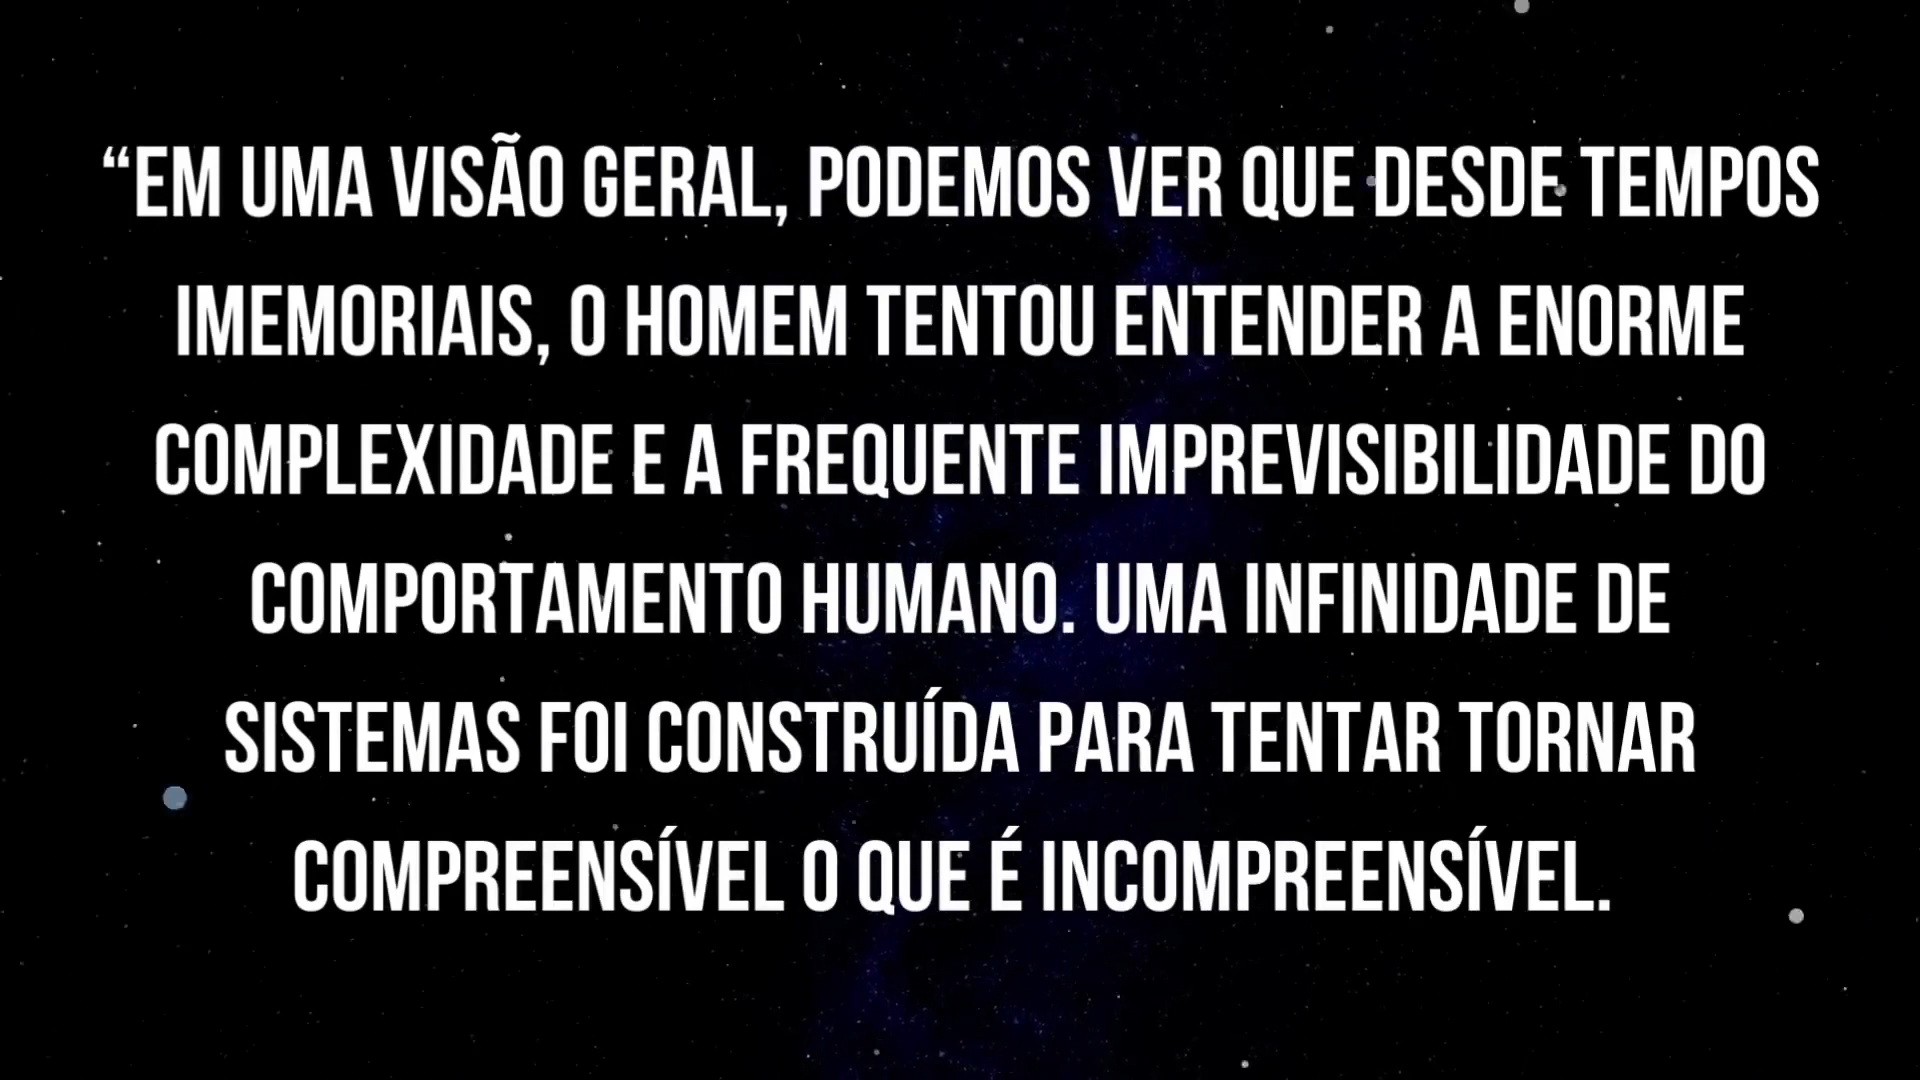 “EM UMA VISÃO GERAL, PODEMOS VER QUE DESDE TEMPOS
IMEMORIAIS, O HOMEM TENTOU ENTENDER A ENORME
COMPLEXIDADE E A FREQUENTE IMPREVISIBILIDADE DO
COMPORTAMENTO HUMANO. UMA INFINIDADE DE
SISTEMAS FOI CONSTRUÍDA PARA TENTAR TORNAR
COMPREENSÍVEL O QUE É INCOMPREENSÍVEL.